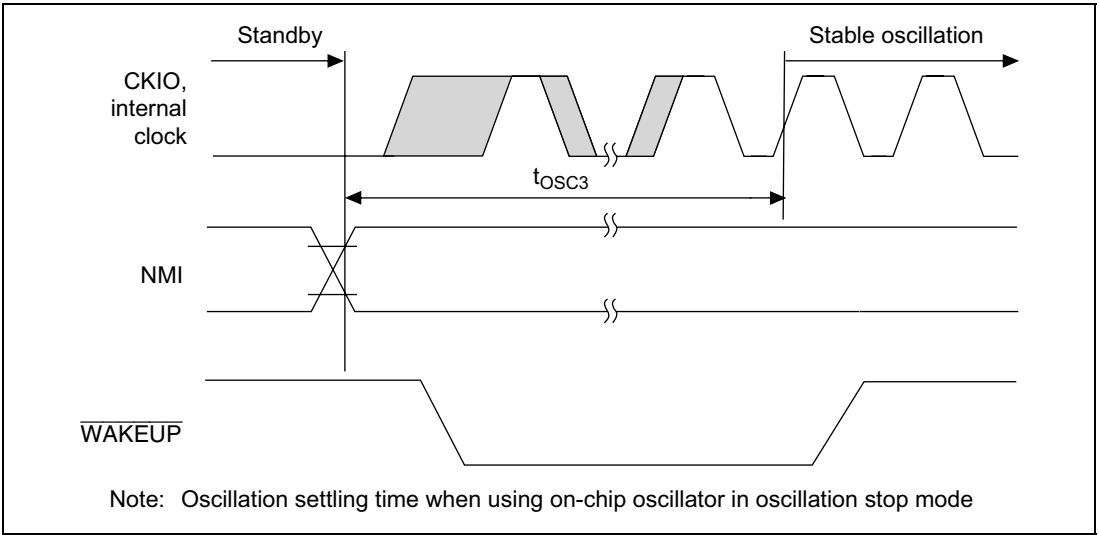 Standby
Stable oscillation
CKIO,
internal
clock
tOSC3
NMI
WAKEUP
Note: Oscillation settling time when using on-chip oscillator in oscillation stop mode